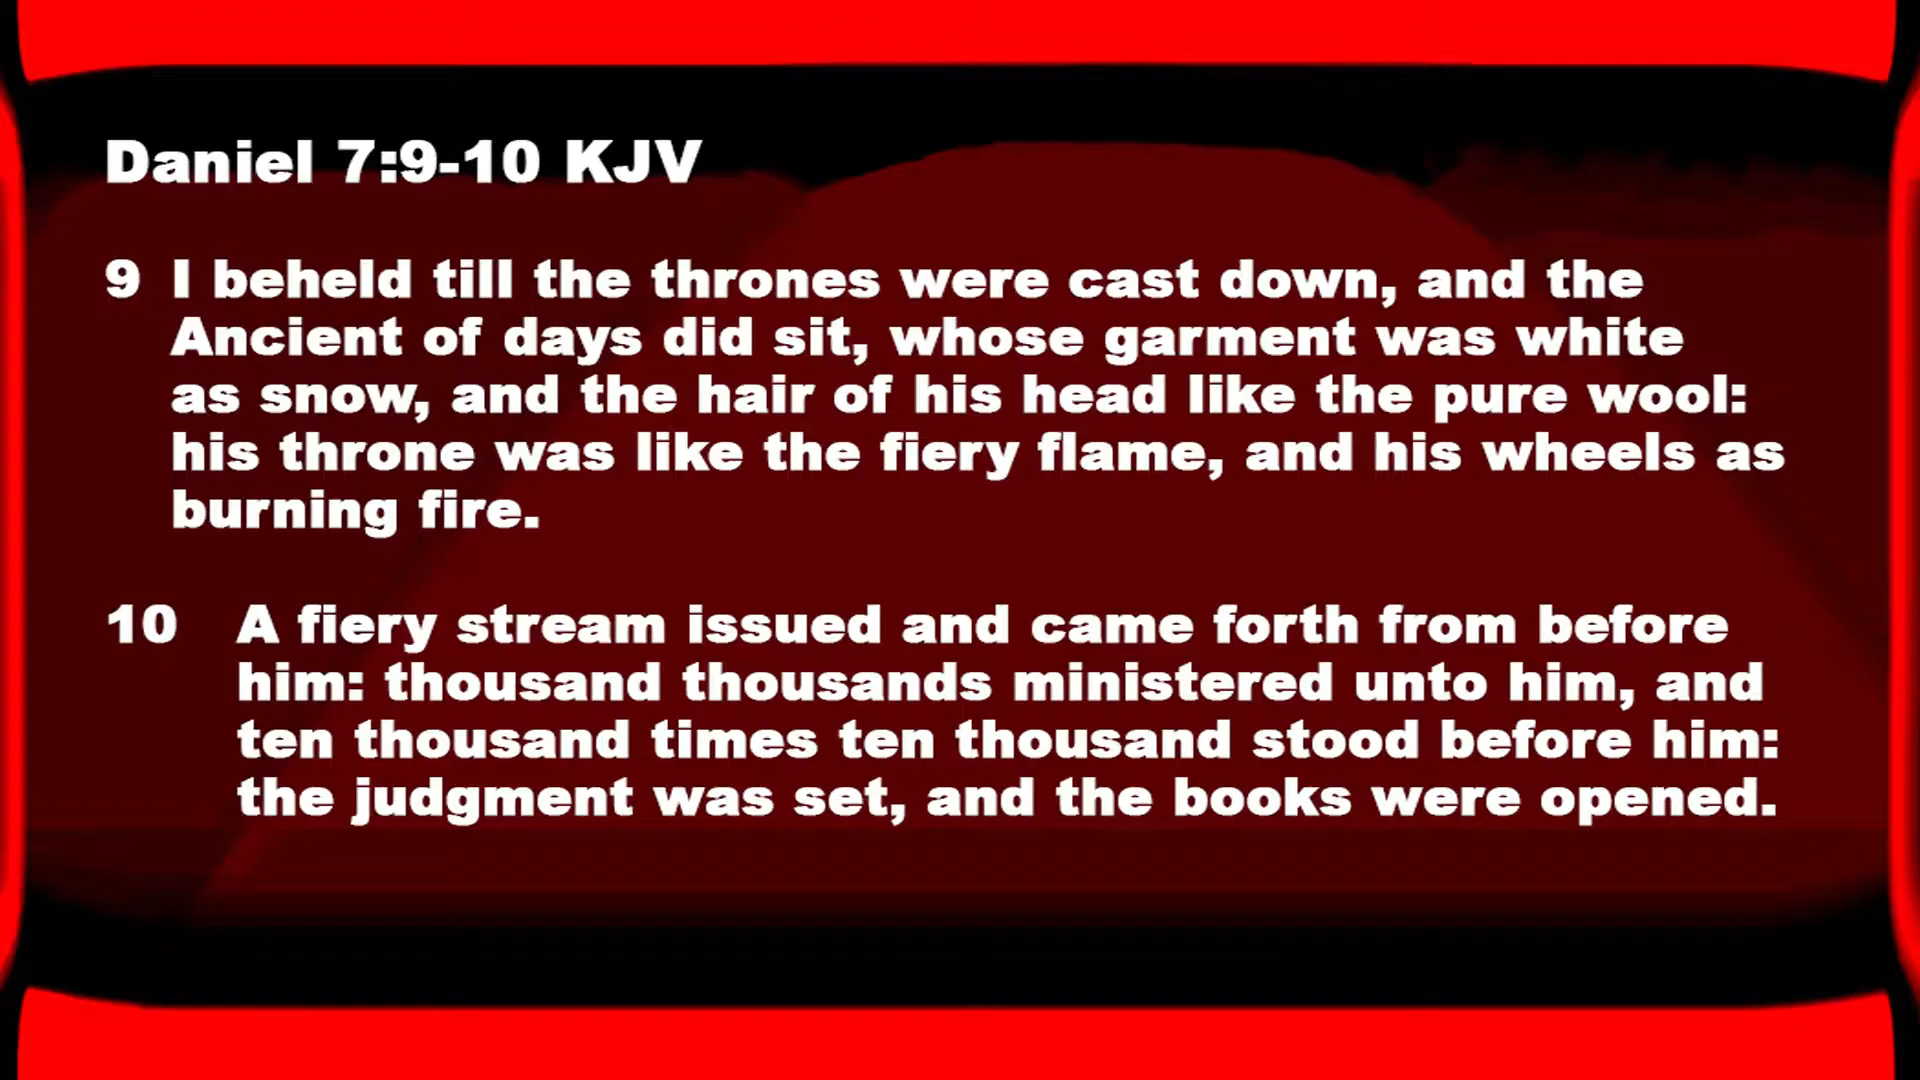 Daniel 7:9-10 KJV
9 I beheld till the thrones were cast down, and the
Ancient of days did sit, whose garment was white
as snow, and the hair of his head like the pure wool:
his throne was like the fiery flame, and his wheels as
burning fire.
10 A fiery stream issued and came forth from before
him: thousand thousands ministered unto him, and
ten thousand times ten thousand stood before him:
the judgment was set, and the books were opened.